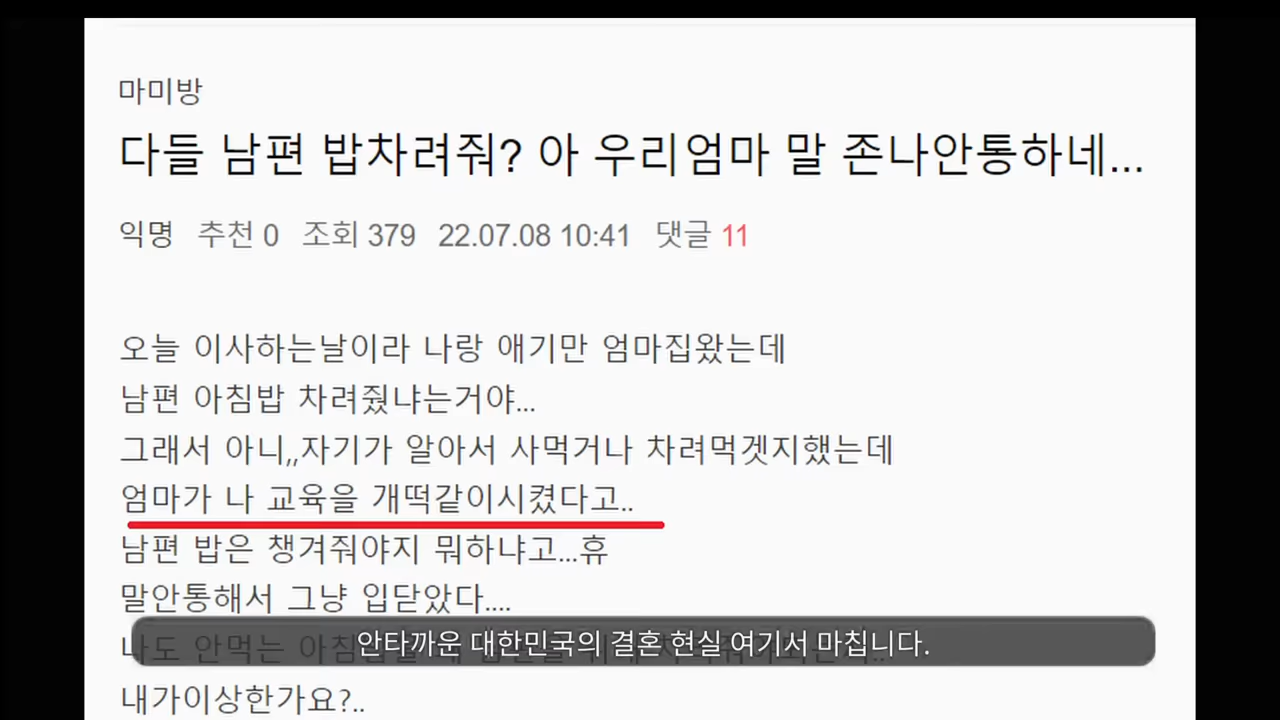 마미방
다들 남편 밥차려줘? 아 우리엄마 말 존나안통하네...
익명 추천 0 조회 379 22.07.08 10:41 댓글 11
오늘 이사하는날이라 나랑 애기만 엄마집왔는데
남편 아침밥 차려줬냐는거야...
그래서 아니,,자기가 알아서 사먹거나 차려먹겟지했는데
엄마가 나 교육을 개떡같이시켰다고..
남편 밥은 챙겨줘야지 뭐하냐고...휴
말안통해서 그냥 입닫았다....
나도 안먹는
안타까운 대한민국의 결혼 현실 여기서 마칩니다.
내가이상한가요?..